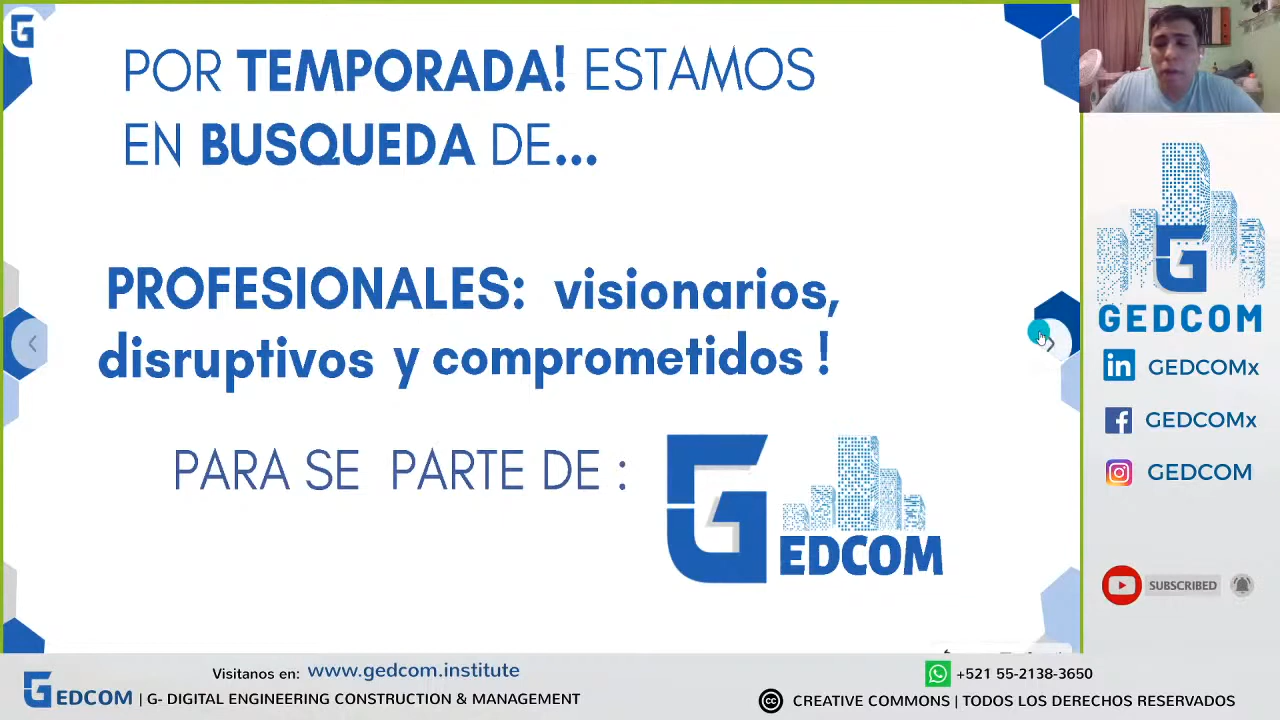 POR TEMPORADA! ESTAMOS
EN BUSQUEDA DE...
PROFESIONALES: visionarios,
disruptivos y comprometidos !
PARA SE PARTE DE :
GEDCOM
GEDCOM
GEDCOMx
GEDCOMx
GEDCOM
SUBSCRIBED
Visitanos en: www.gedcom.institute
+521 55-2138-3650
GEDCOM | G- DIGITAL ENGINEERING CONSTRUCTION & MANAGEMENT
CREATIVE COMMONS | TODOS LOS DERECHOS RESERVADOS